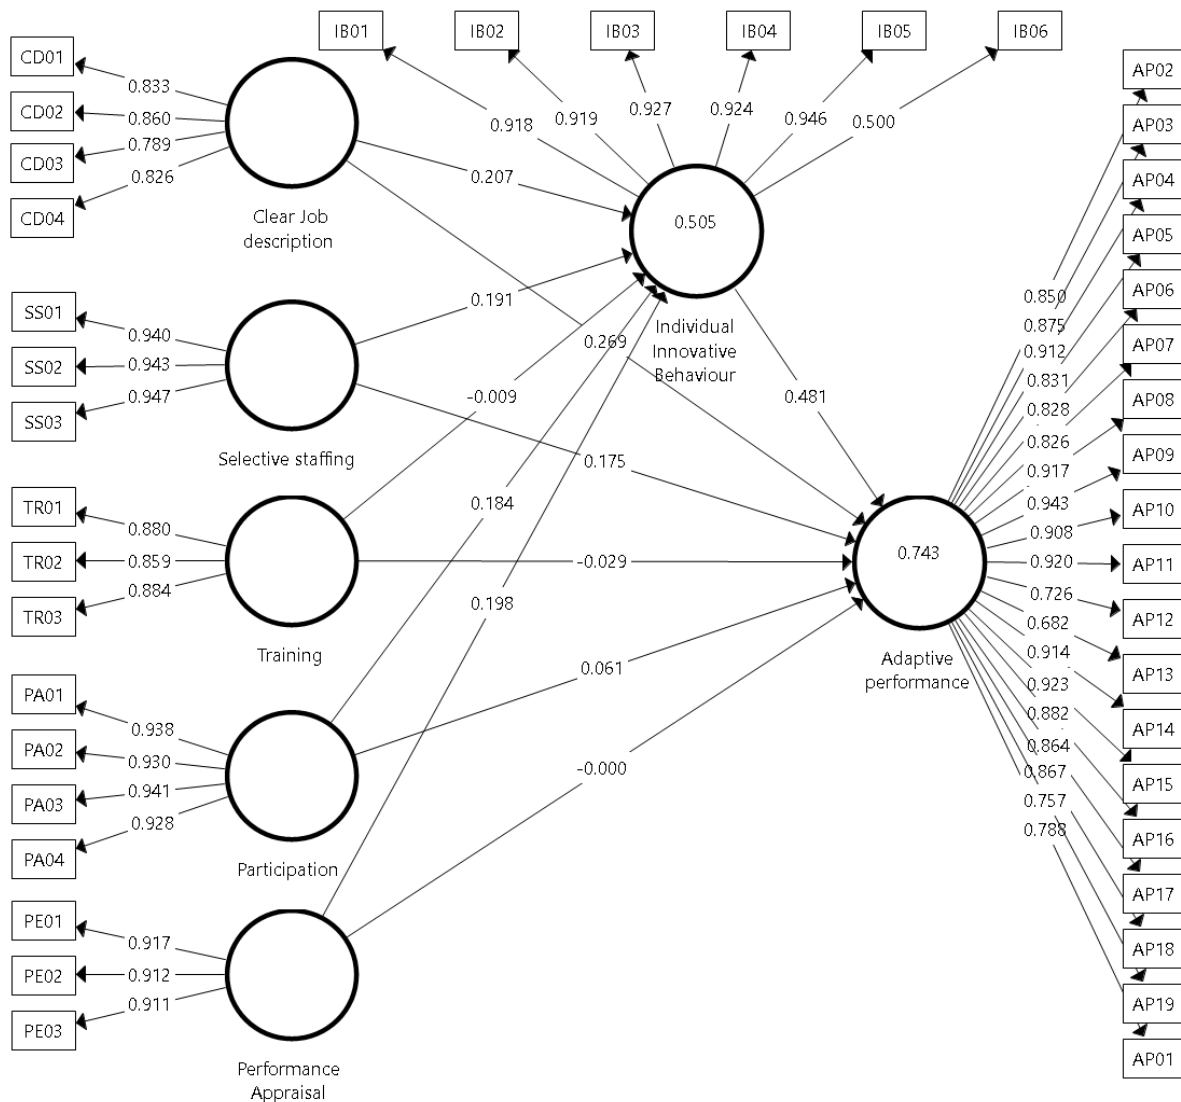 IB01
IB02
IB03
IB04
IB05
IB06
CD01
CD02
CD03
CD04
0.833
0.860
0.789
0.826
Clear Job
description
0.918
0.919
0.927
0.924
0.946
0.500
0.505
Individual
Innovative
Behaviour
0.207
0.191
-0.009
0.184
0.198
0.269
0.481
0.175
-0.029
0.061
-0.000
SS01
SS02
SS03
0.940
0.943
0.947
Selective staffing
TR01
TR02
TR03
0.880
0.859
0.884
Training
PA01
PA02
PA03
PA04
0.938
0.930
0.941
0.928
Participation
PE01
PE02
PE03
0.917
0.912
0.911
Performance
Appraisal
0.743
Adaptive
performance
0.850
0.875
0.912
0.831
0.828
0.826
0.917
0.943
0.908
0.920
0.726
0.682
0.914
0.923
0.882
0.864
0.867
0.757
0.788
AP02
AP03
AP04
AP05
AP06
AP07
AP08
AP09
AP10
AP11
AP12
AP13
AP14
AP15
AP16
AP17
AP18
AP19
AP01